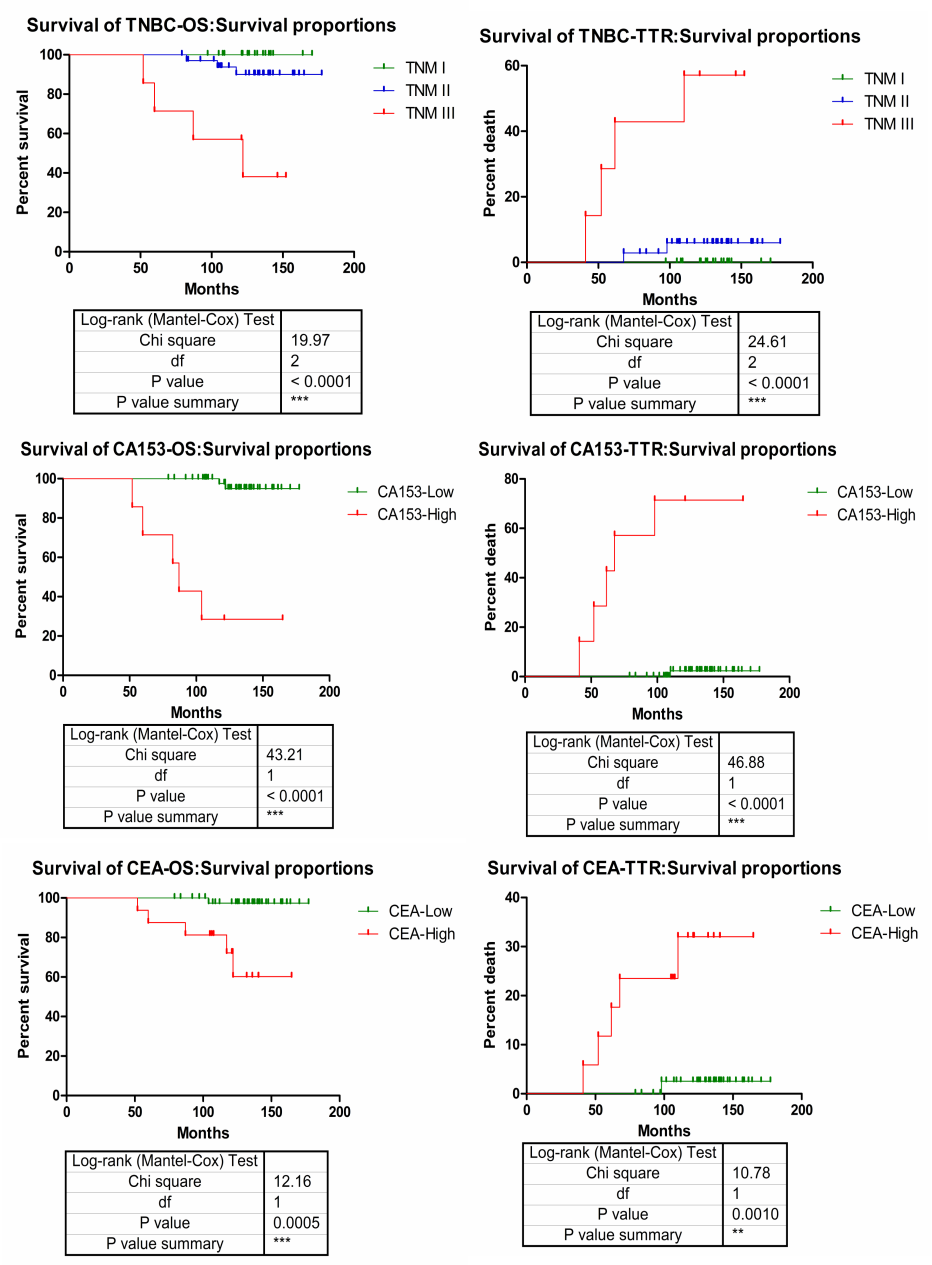 Survival of TNBC-OS:Survival proportions
Percent survival
100
80
60
40
20
0
0 50 100 150 200
Months
TNM I
TNM II
TNM III
Log-rank (Mantel-Cox) Test
Chi square 19.97
df 2
P value < 0.0001
P value summary ***
Survival of TNBC-TTR:Survival proportions
Percent death
60
40
20
0
0 50 100 150 200
Months
TNM I
TNM II
TNM III
Log-rank (Mantel-Cox) Test
Chi square 24.61
df 2
P value < 0.0001
P value summary ***
Survival of CA153-OS:Survival proportions
Percent survival
100
80
60
40
20
0
0 50 100 150 200
Months
CA153-Low
CA153-High
Log-rank (Mantel-Cox) Test
Chi square 43.21
df 1
P value < 0.0001
P value summary ***
Survival of CA153-TTR:Survival proportions
Percent death
80
60
40
20
0
0 50 100 150 200
Months
CA153-Low
CA153-High
Log-rank (Mantel-Cox) Test
Chi square 46.88
df 1
P value < 0.0001
P value summary ***
Survival of CEA-OS:Survival proportions
Percent survival
100
80
60
40
20
0
0 50 100 150 200
Months
CEA-Low
CEA-High
Log-rank (Mantel-Cox) Test
Chi square 12.16
df 1
P value 0.0005
P value summary ***
Survival of CEA-TTR:Survival proportions
Percent death
40
30
20
10
0
0 50 100 150 200
Months
CEA-Low
CEA-High
Log-rank (Mantel-Cox) Test
Chi square 10.78
df 1
P value 0.0010
P value summary **